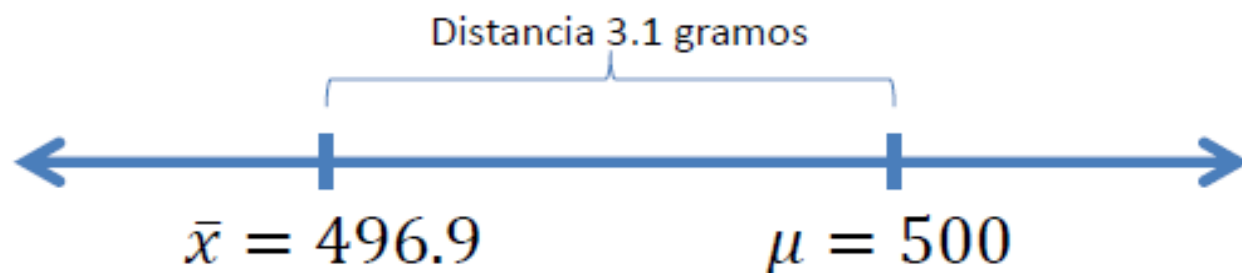 Distancia 3.1 gramos
x̄ = 496.9 μ = 500